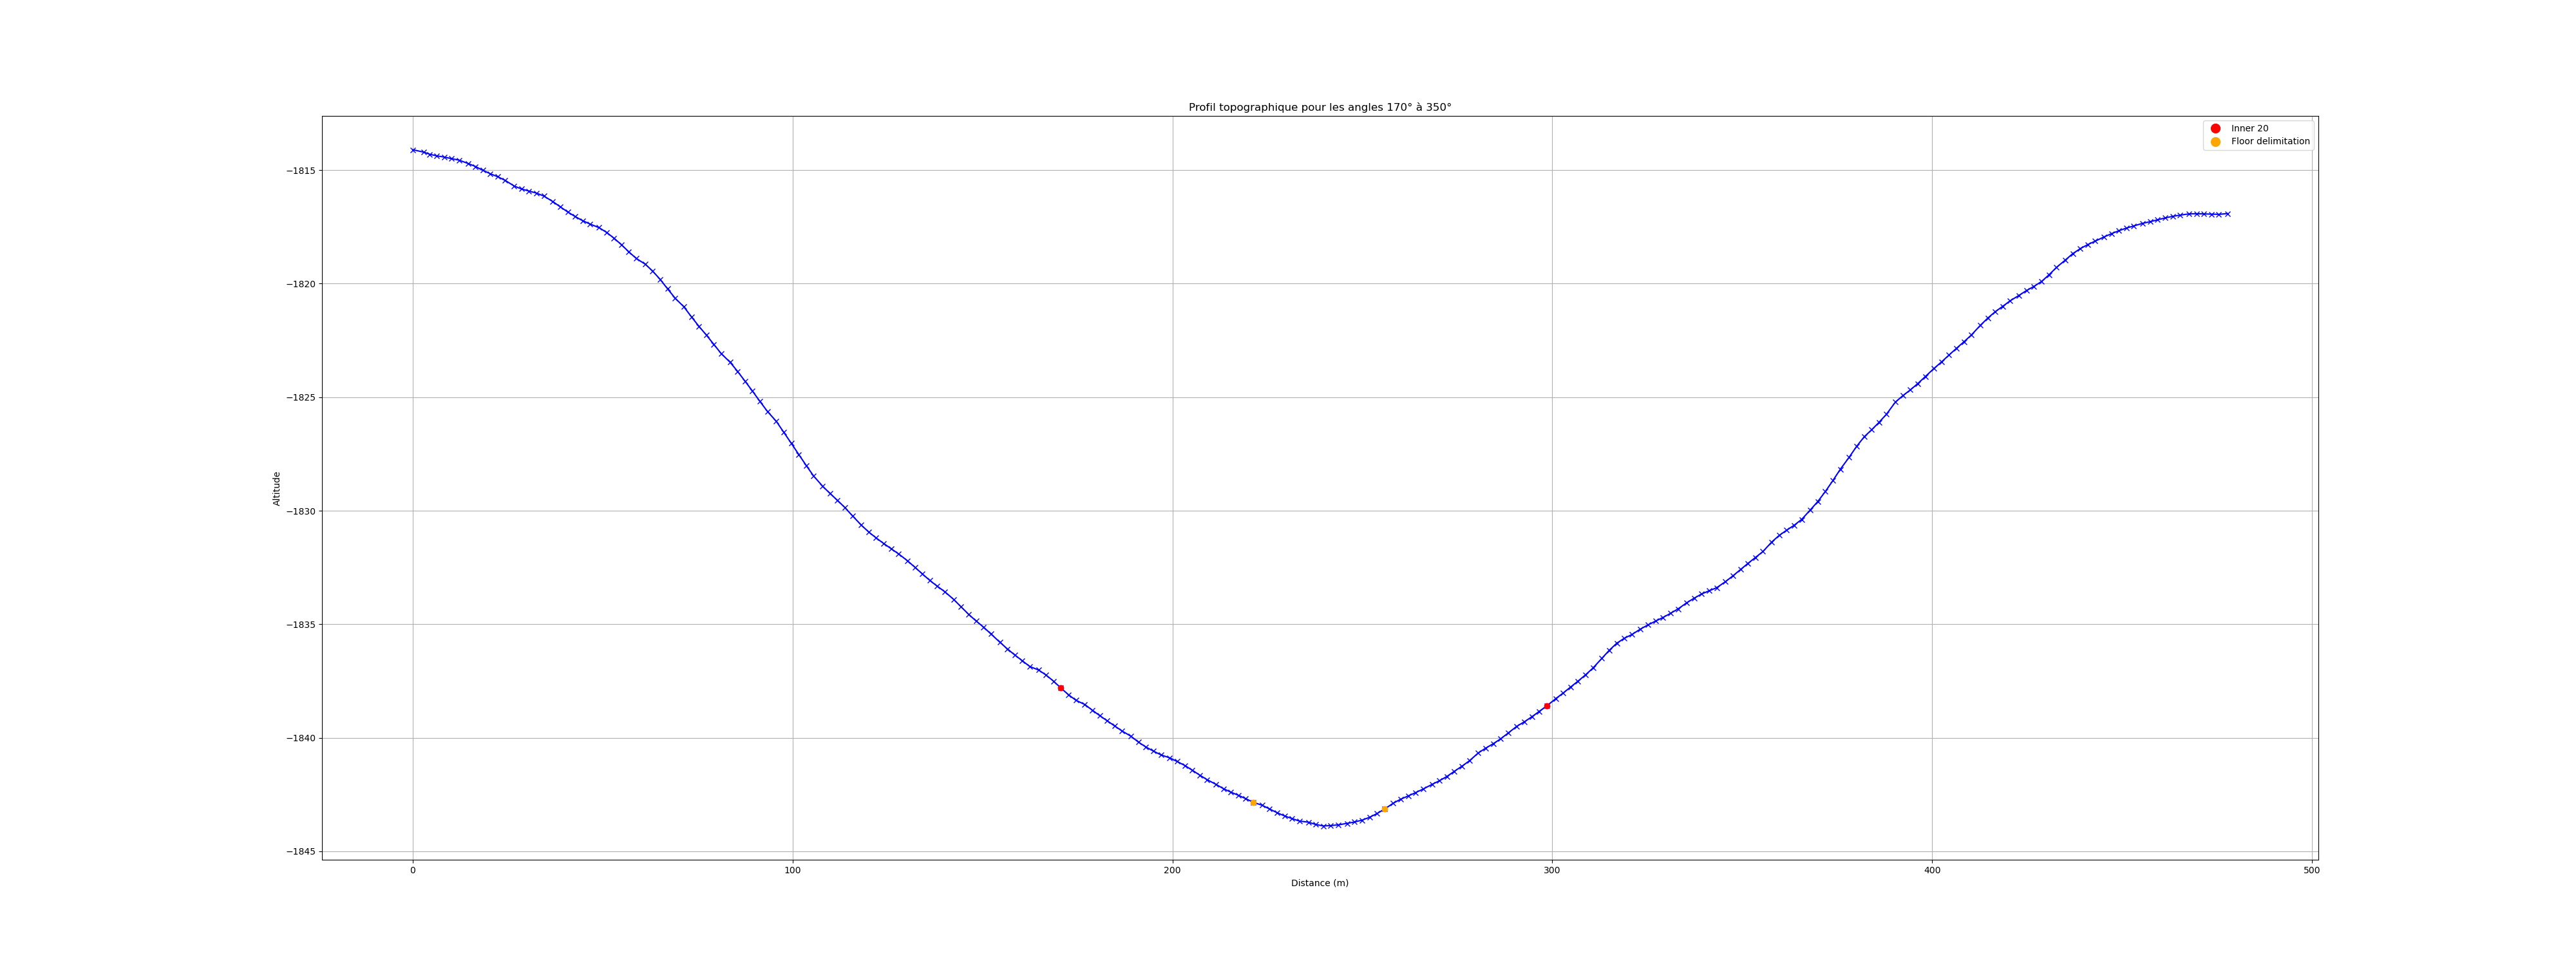 Profil topographique pour les angles 170° à 350°
Inner 20
Floor delimitation
Altitude
−1815
−1820
−1825
−1830
−1835
−1840
−1845
0 100 200 300 400 500
Distance (m)